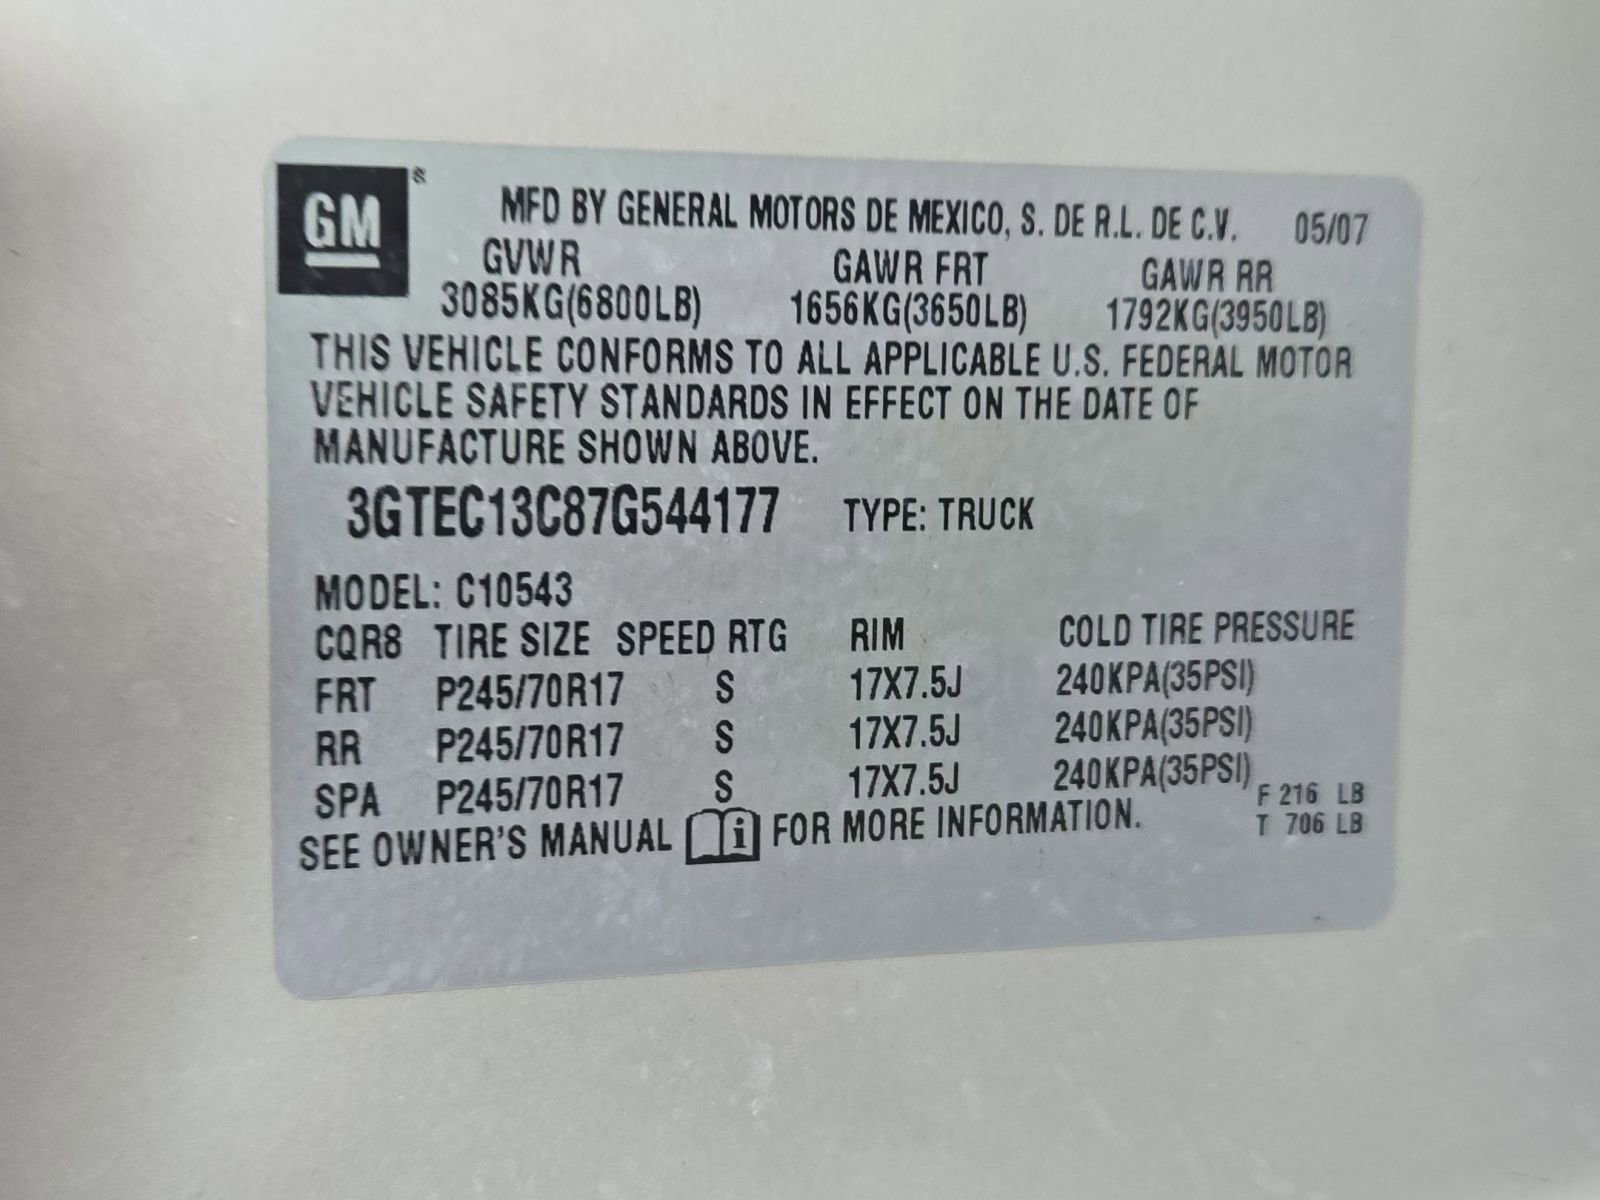 GM®
MFD BY GENERAL MOTORS DE MEXICO, S. DE R.L. DE C.V. 05/07
GVWR GAWR FRT GAWR RR
3085KG(6800LB) 1656KG(3650LB) 1792KG(3950LB)
THIS VEHICLE CONFORMS TO ALL APPLICABLE U.S. FEDERAL MOTOR
VEHICLE SAFETY STANDARDS IN EFFECT ON THE DATE OF
MANUFACTURE SHOWN ABOVE.
3GTEC13C87G544177 TYPE: TRUCK
MODEL: C10543
CQR8 TIRE SIZE SPEED RTG RIM COLD TIRE PRESSURE
FRT P245/70R17 S 17X7.5J 240KPA(35PSI)
RR P245/70R17 S 17X7.5J 240KPA(35PSI)
SPA P245/70R17 S 17X7.5J 240KPA(35PSI)
F 216 LB
T 706 LB
SEE OWNER'S MANUAL i FOR MORE INFORMATION.